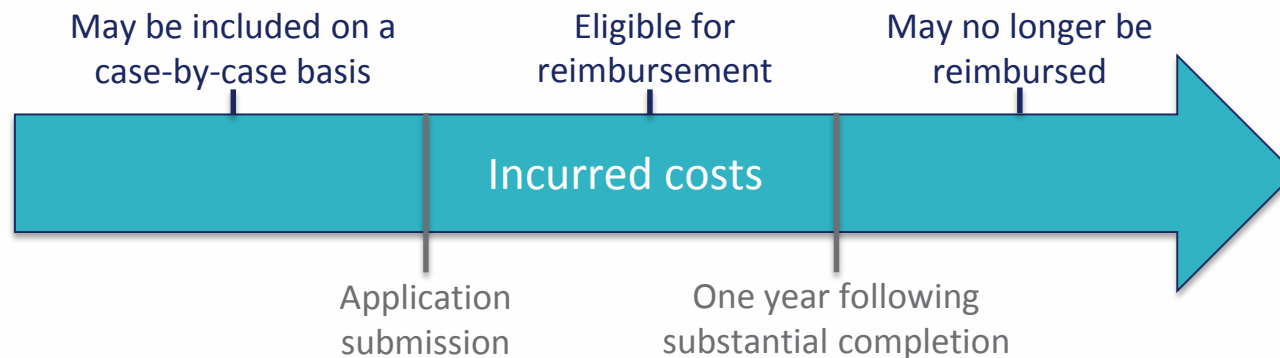 May be included on a
case-by-case basis
Eligible for
reimbursement
May no longer be
reimbursed
Incurred costs
Application
submission
One year following
substantial completion